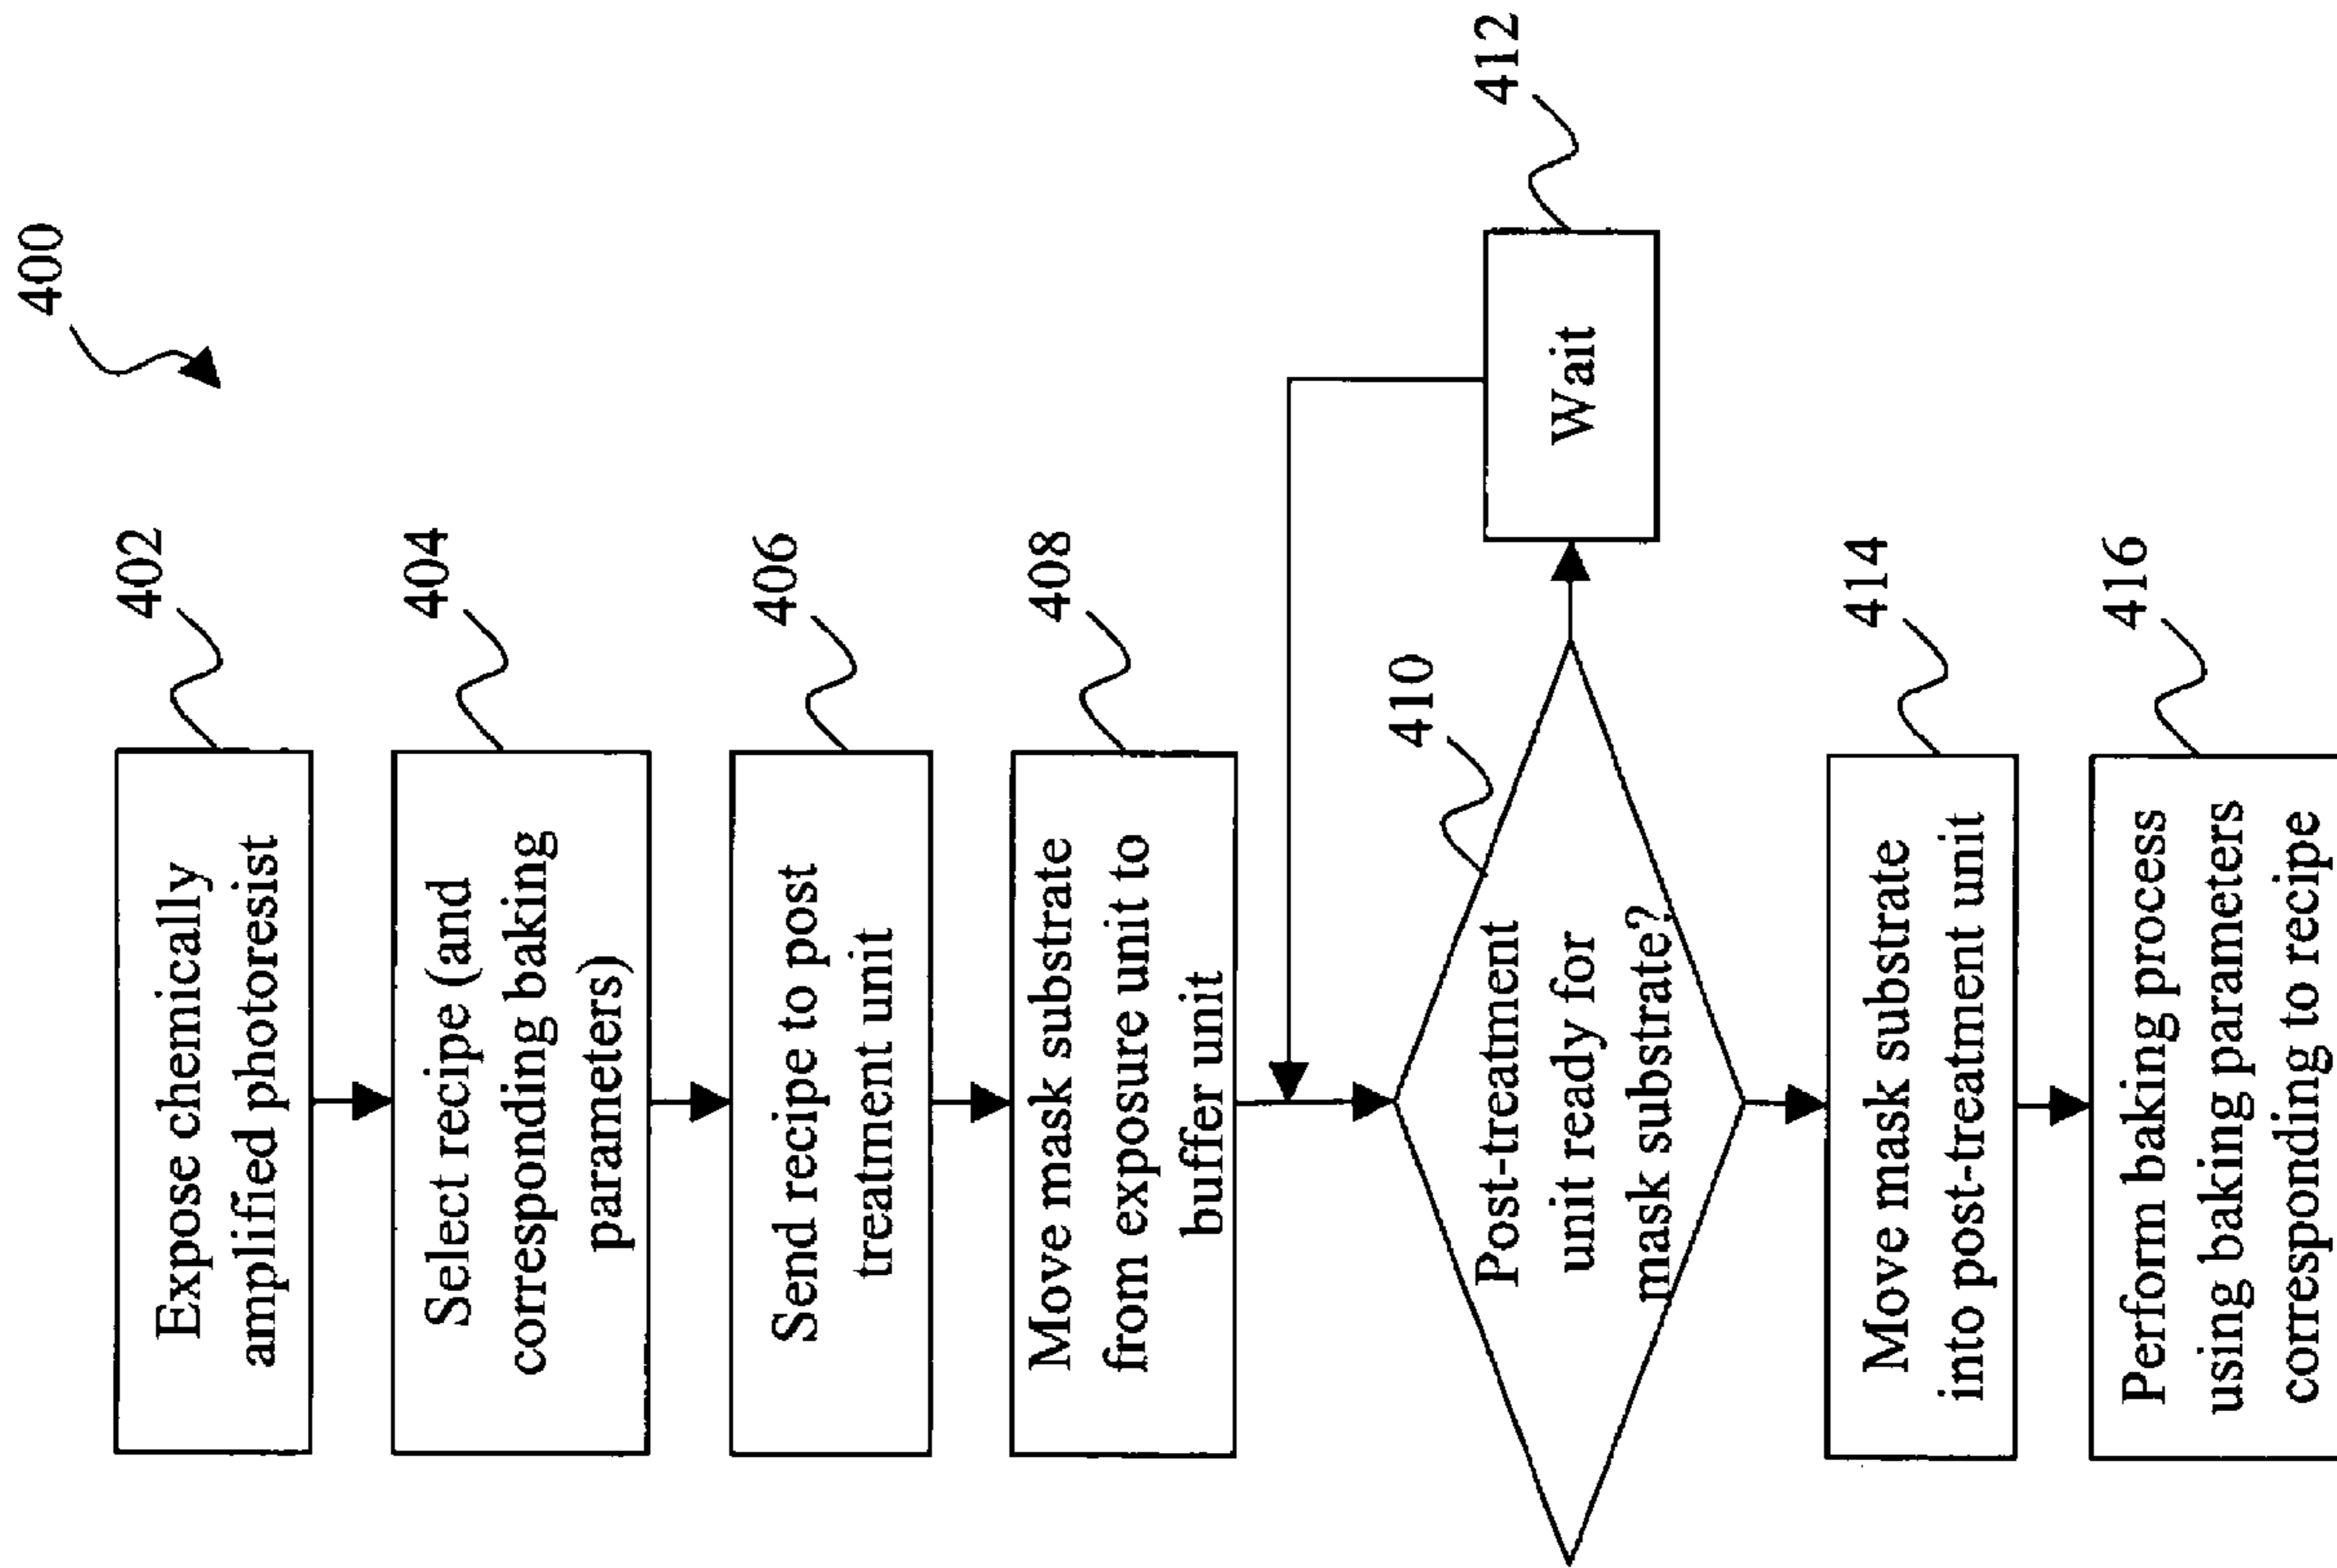 400
Expose chemically
amplified photoresist
402
Select recipe (and
corresponding baking
parameters)
404
Send recipe to post
treatment unit
406
Move mask substrate
from exposure unit to
buffer unit
408
Post-treatment
unit ready for
mask substrate?
410
Wait
412
Move mask substrate
into post-treatment unit
414
Perform baking process
using baking parameters
corresponding to recipe
416